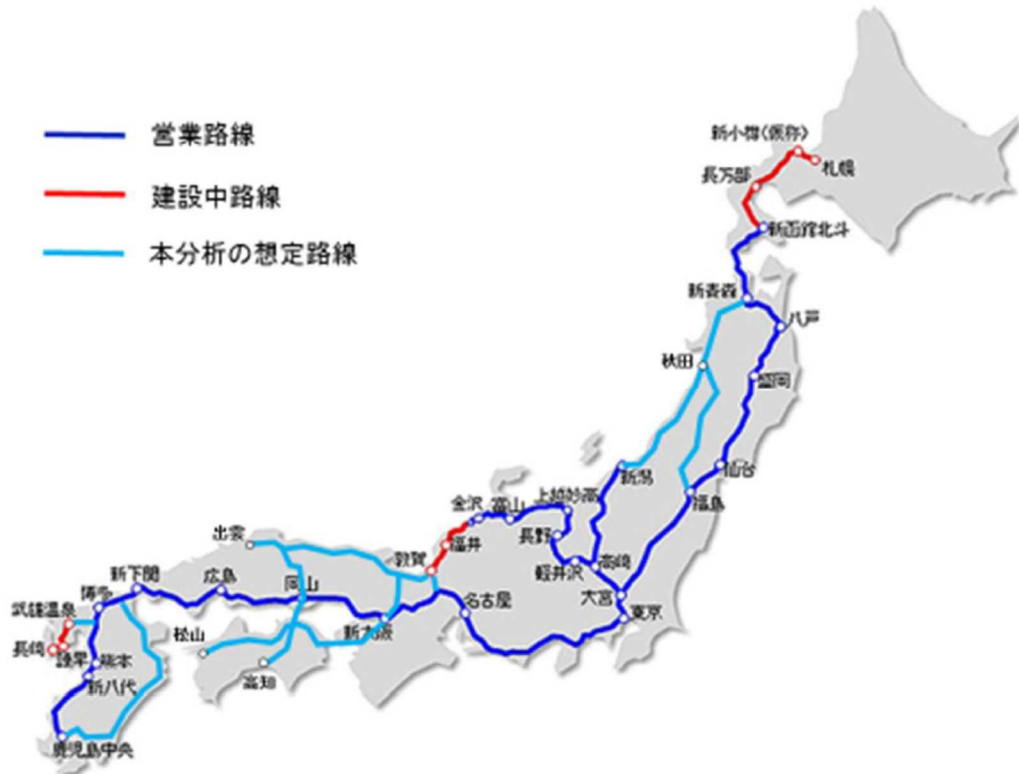 営業路線
建設中路線
本分析の想定路線
新小樽(仮称)
札幌
長万部
新函館北斗
新青森
八戸
秋田
盛岡
仙台
新潟
福島
上越妙高
金沢
富山
長野
福井
軽井沢
高崎
出雲
敦賀
大宮
新下関
広島
岡山
名古屋
東京
博多
武雄温泉
松山
新大阪
長崎
諫早
熊本
高知
新八代
鹿児島中央